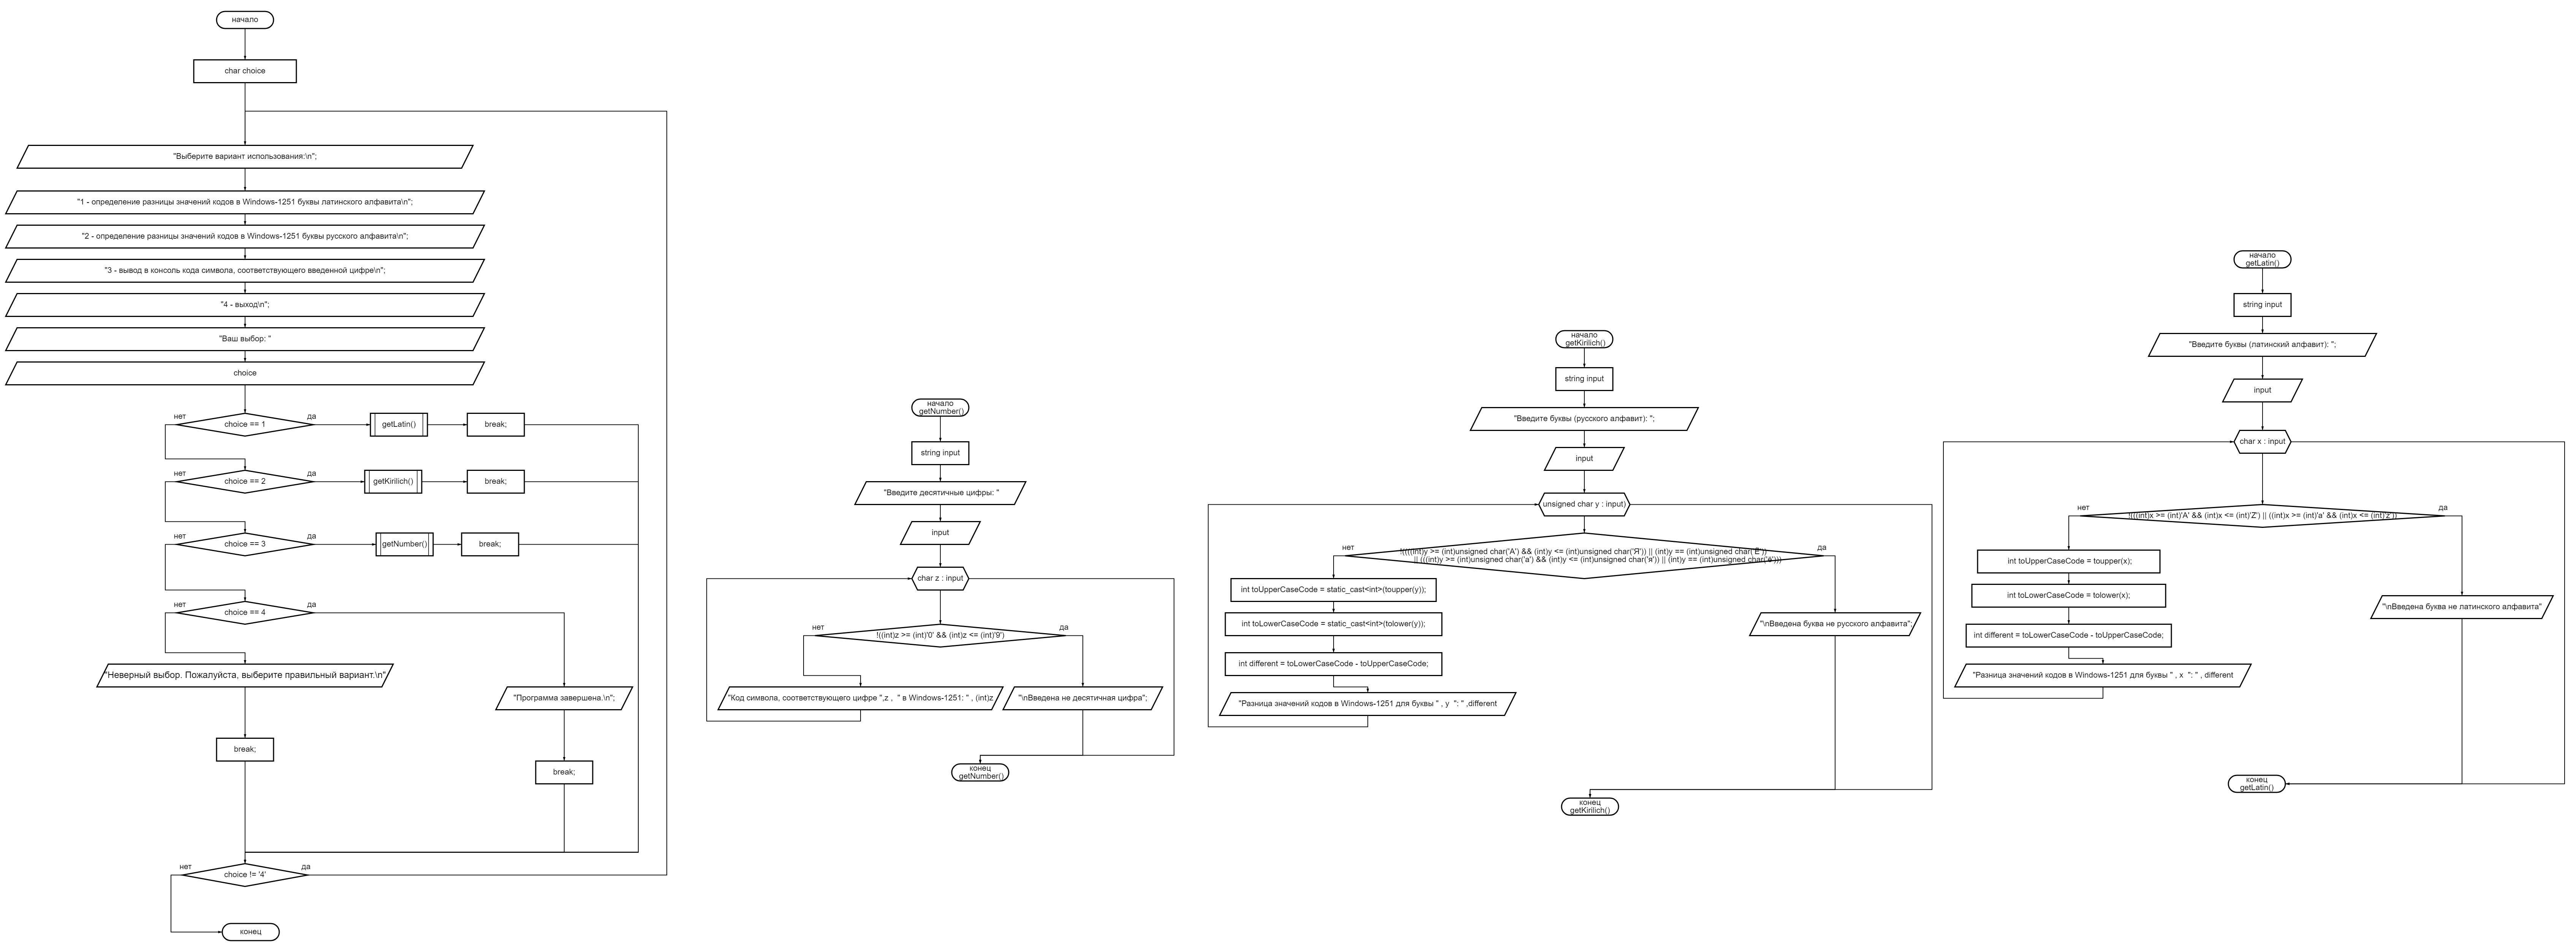 начало
char choice
"Выберите вариант использования:\n";
"1 - определение разницы значений кодов в Windows-1251 буквы латинского алфавита\n";
"2 - определение разницы значений кодов в Windows-1251 буквы русского алфавита\n";
"3 - вывод в консоль кода символа, соответствующего введенной цифре\n";
"4 - выход\n";
"Ваш выбор: "
choice
нет
да
choice == 1
getLatin()
break;
нет
да
choice == 2
getKirilich()
break;
нет
да
choice == 3
getNumber()
break;
нет
да
choice == 4
"Неверный выбор. Пожалуйста, выберите правильный вариант.\n"
"Программа завершена.\n";
break;
break;
нет
да
choice != '4'
конец
начало
getNumber()
string input
"Введите десятичные цифры: "
input
char z : input
нет
да
!((int)z >= (int)'0' && (int)z <= (int)'9')
"Код символа, соответствующего цифре ",z , " в Windows-1251: " , (int)z
"\nВведена не десятичная цифра";
конец
getNumber()
начало
getKirilich()
string input
"Введите буквы (русского алфавит): ";
input
unsigned char y : input)
нет
да
!((((int)y >= (int)unsigned char('А') && (int)y <= (int)unsigned char('Я')) || (int)y == (int)unsigned char('Ё'))
|| (((int)y >= (int)unsigned char('а') && (int)y <= (int)unsigned char('я')) || (int)y == (int)unsigned char('ё')))
int toUpperCaseCode = static_cast<int>(toupper(y));
int toLowerCaseCode = static_cast<int>(tolower(y));
int different = toLowerCaseCode - toUpperCaseCode;
"Разница значений кодов в Windows-1251 для буквы " , y ": " ,different
"\nВведена буква не русского алфавита";
конец
getKirilich()
начало
getLatin()
string input
"Введите буквы (латинский алфавит): ";
input
char x : input
нет
да
!(((int)x >= (int)'A' && (int)x <= (int)'Z') || ((int)x >= (int)'a' && (int)x <= (int)'z'))
int toUpperCaseCode = toupper(x);
int toLowerCaseCode = tolower(x);
int different = toLowerCaseCode - toUpperCaseCode;
"Разница значений кодов в Windows-1251 для буквы " , x ": " , different
"\nВведена буква не латинского алфавита"
конец
getLatin()